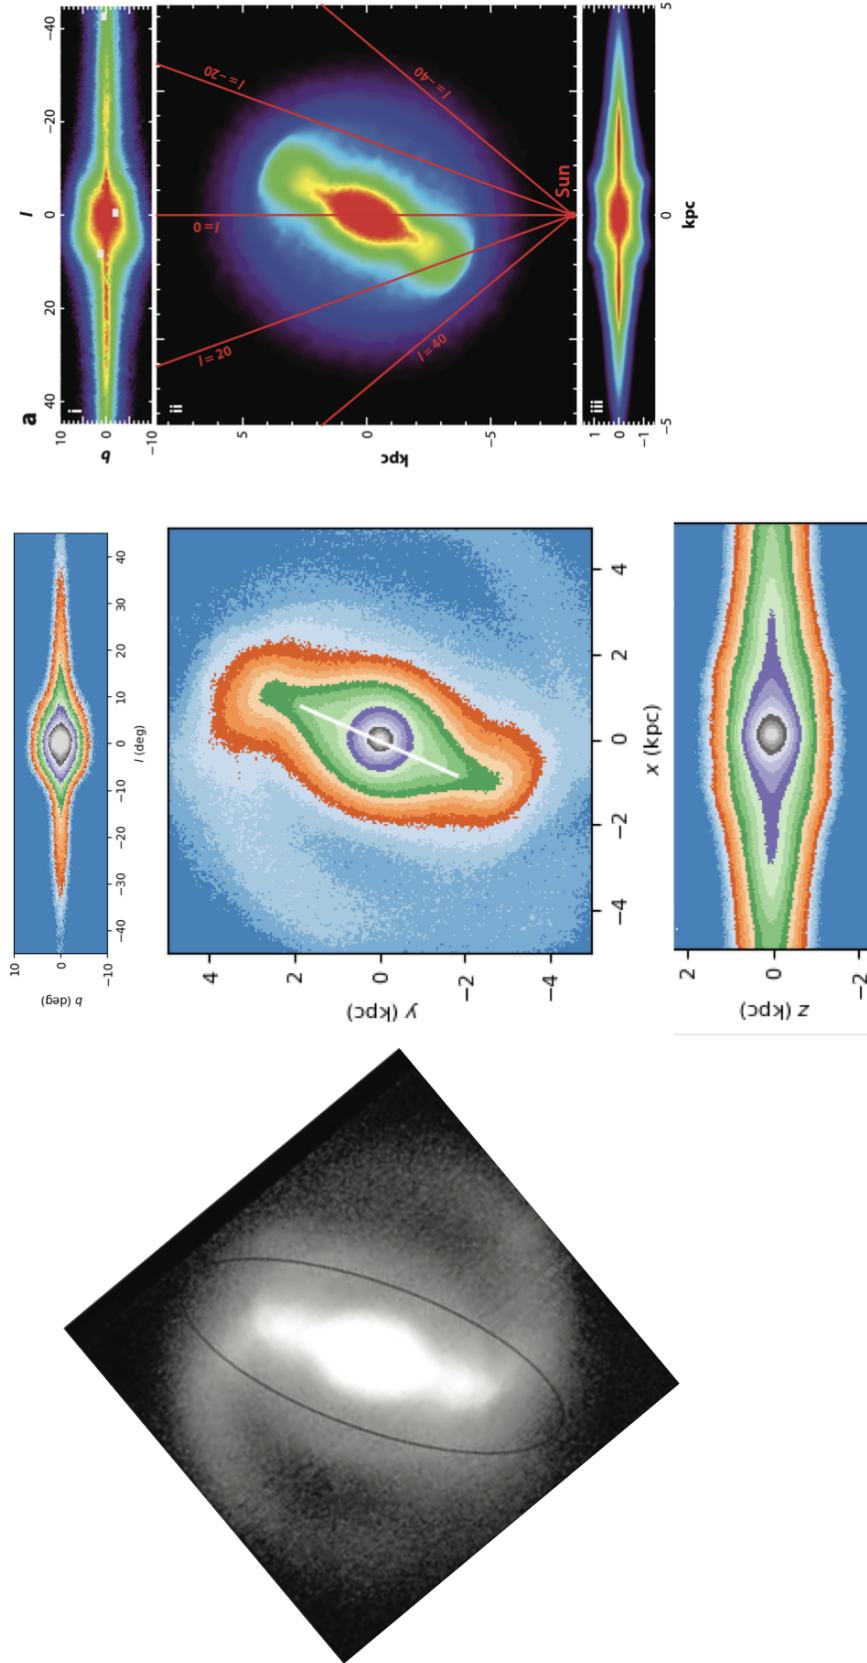 a
l
40
20
0
−20
−40
i
10
0
−10
b
ii
l = 20
l = 40
l = 0
l = −20
l = −40
Sun
5
0
−5
kpc
iii
1
0
−1
−5
0
5
kpc
10
0
−10
b (deg)
−40
−30
−20
−10
0
10
20
30
40
l (deg)
4
2
0
−2
−4
y (kpc)
−4
−2
0
2
4
x (kpc)
2
0
−2
z (kpc)